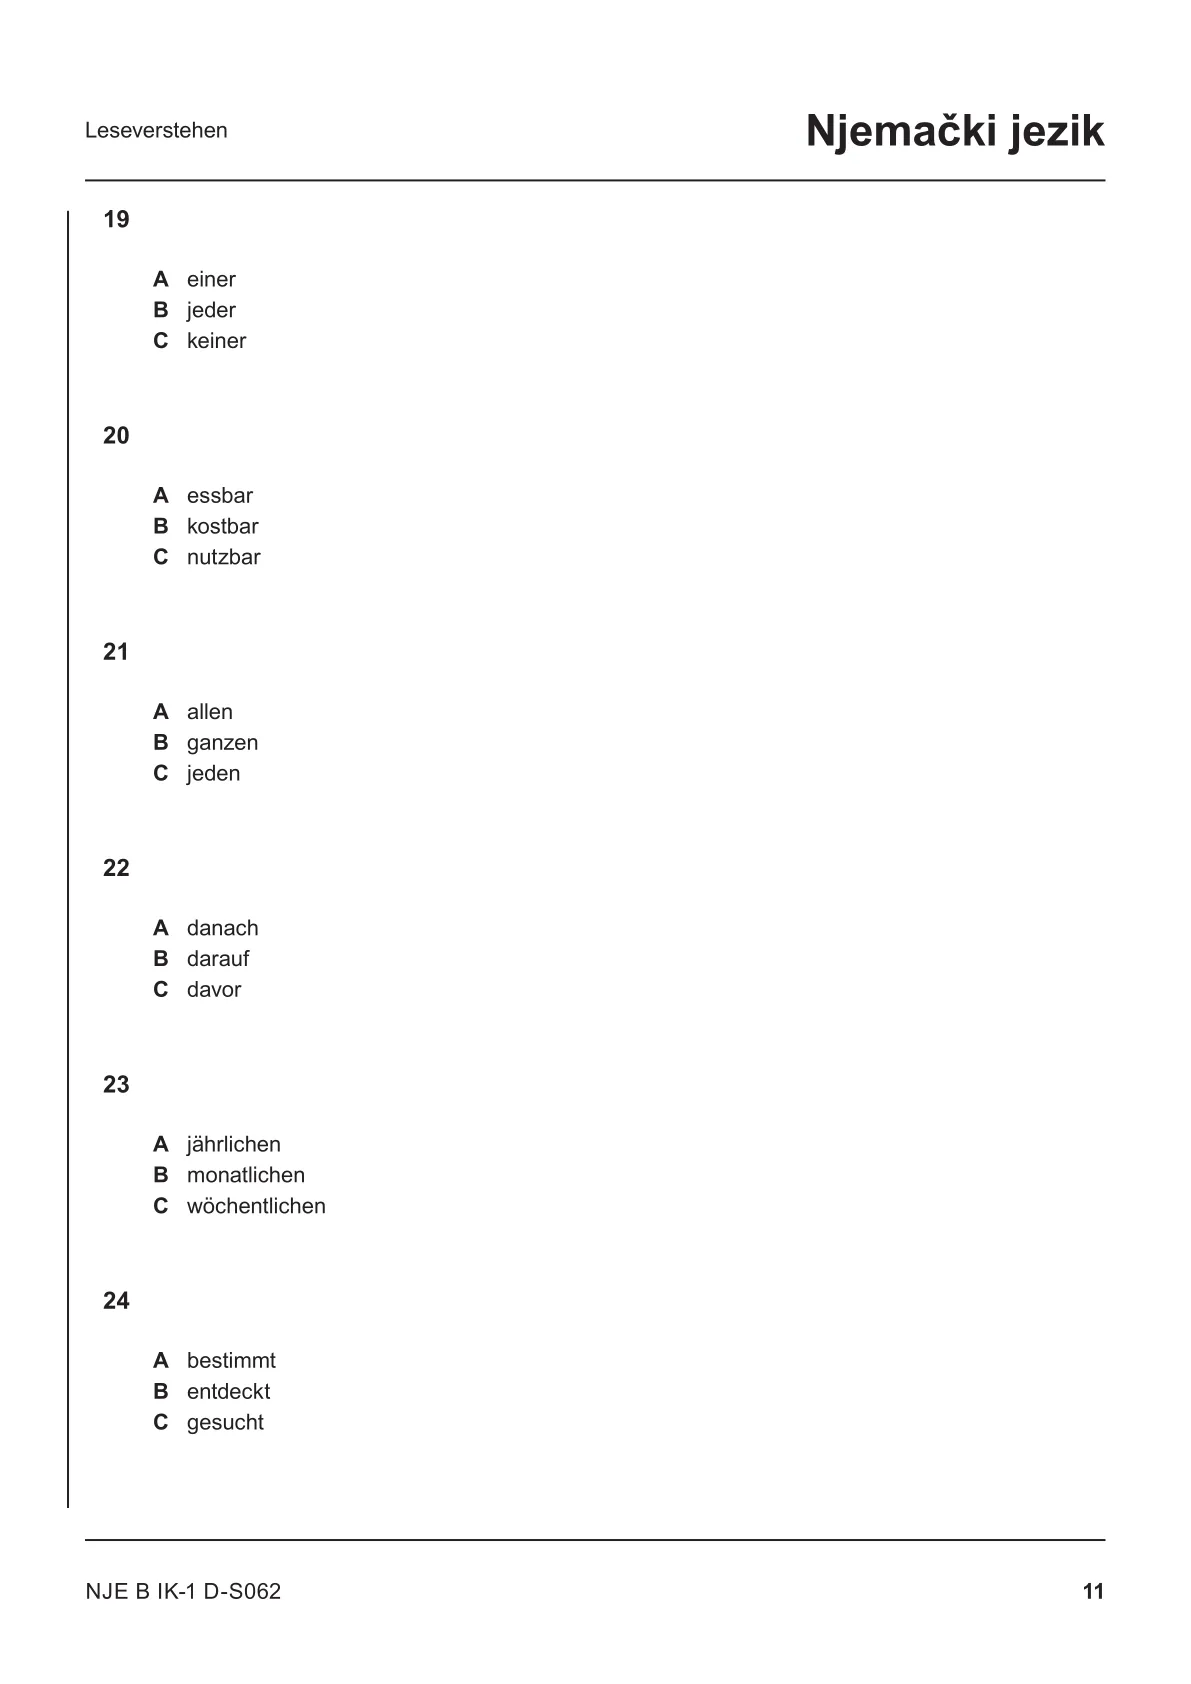 Leseverstehen
Njemački jezik
19
A einer
B jeder
C keiner
20
A essbar
B kostbar
C nutzbar
21
A allen
B ganzen
C jeden
22
A danach
B darauf
C davor
23
A jährlichen
B monatlichen
C wöchentlichen
24
A bestimmt
B entdeckt
C gesucht
NJE B IK-1 D-S062
11